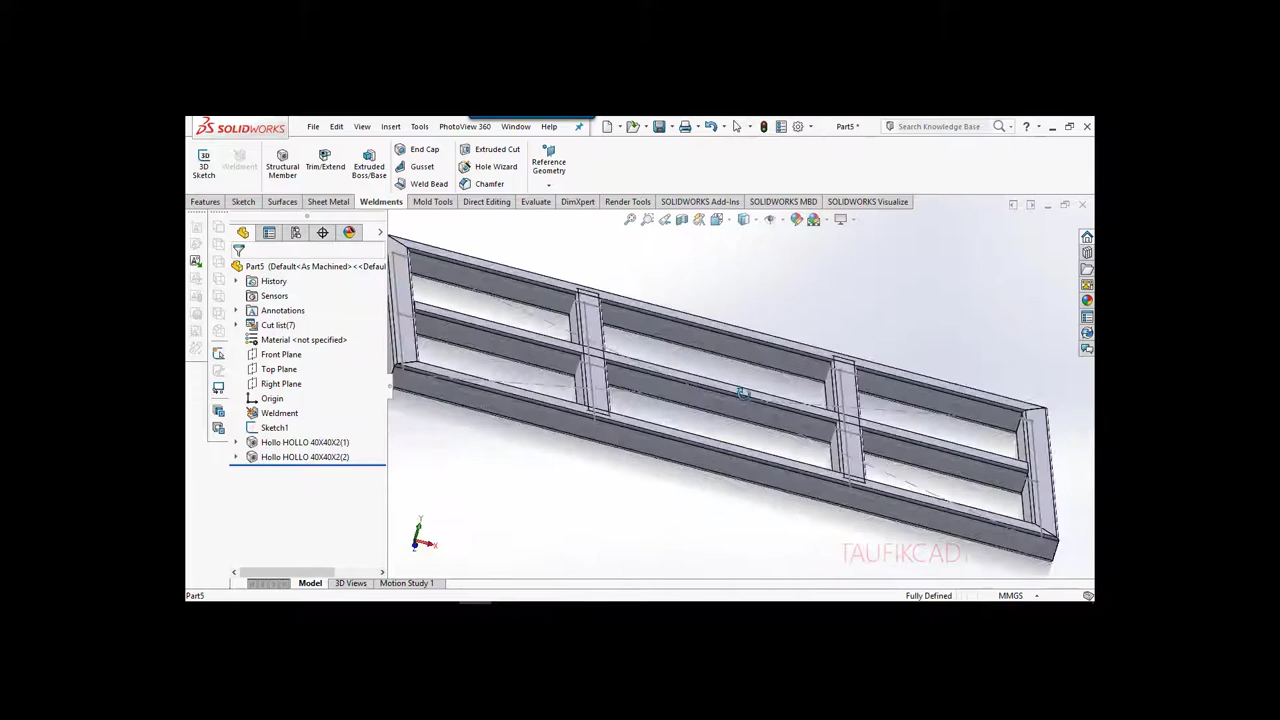 SOLIDWORKS File Edit View Insert Tools PhotoView 360 Window Help Part5 * Search Knowledge Base ?
3D Sketch
Weldment
Structural Member
Trim/Extend
Extruded Boss/Base
End Cap
Gusset
Weld Bead
Extruded Cut
Hole Wizard
Chamfer
Reference Geometry
Features Sketch Surfaces Sheet Metal Weldments Mold Tools Direct Editing Evaluate DimXpert Render Tools SOLIDWORKS Add-Ins SOLIDWORKS MBD SOLIDWORKS Visualize
Part5 (Default<As Machined><<Defaul
History
Sensors
Annotations
Cut list(7)
Material <not specified>
Front Plane
Top Plane
Right Plane
Origin
Weldment
Sketch1
Hollo HOLLO 40X40X2(1)
Hollo HOLLO 40X40X2(2)
Y
X
Z
TAUFIKCAD
Model 3D Views Motion Study 1
Part5 Fully Defined MMGS